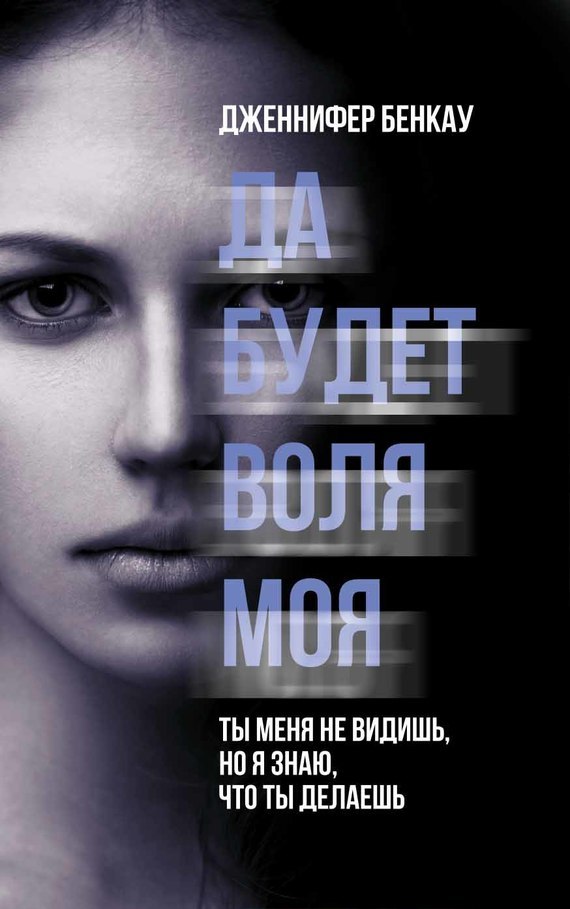 ДЖЕННИФЕР БЕНКАУ
ДА
БУДЕТ
ВОЛЯ
МОЯ
ТЫ МЕНЯ НЕ ВИДИШЬ,
НО Я ЗНАЮ,
ЧТО ТЫ ДЕЛАЕШЬ